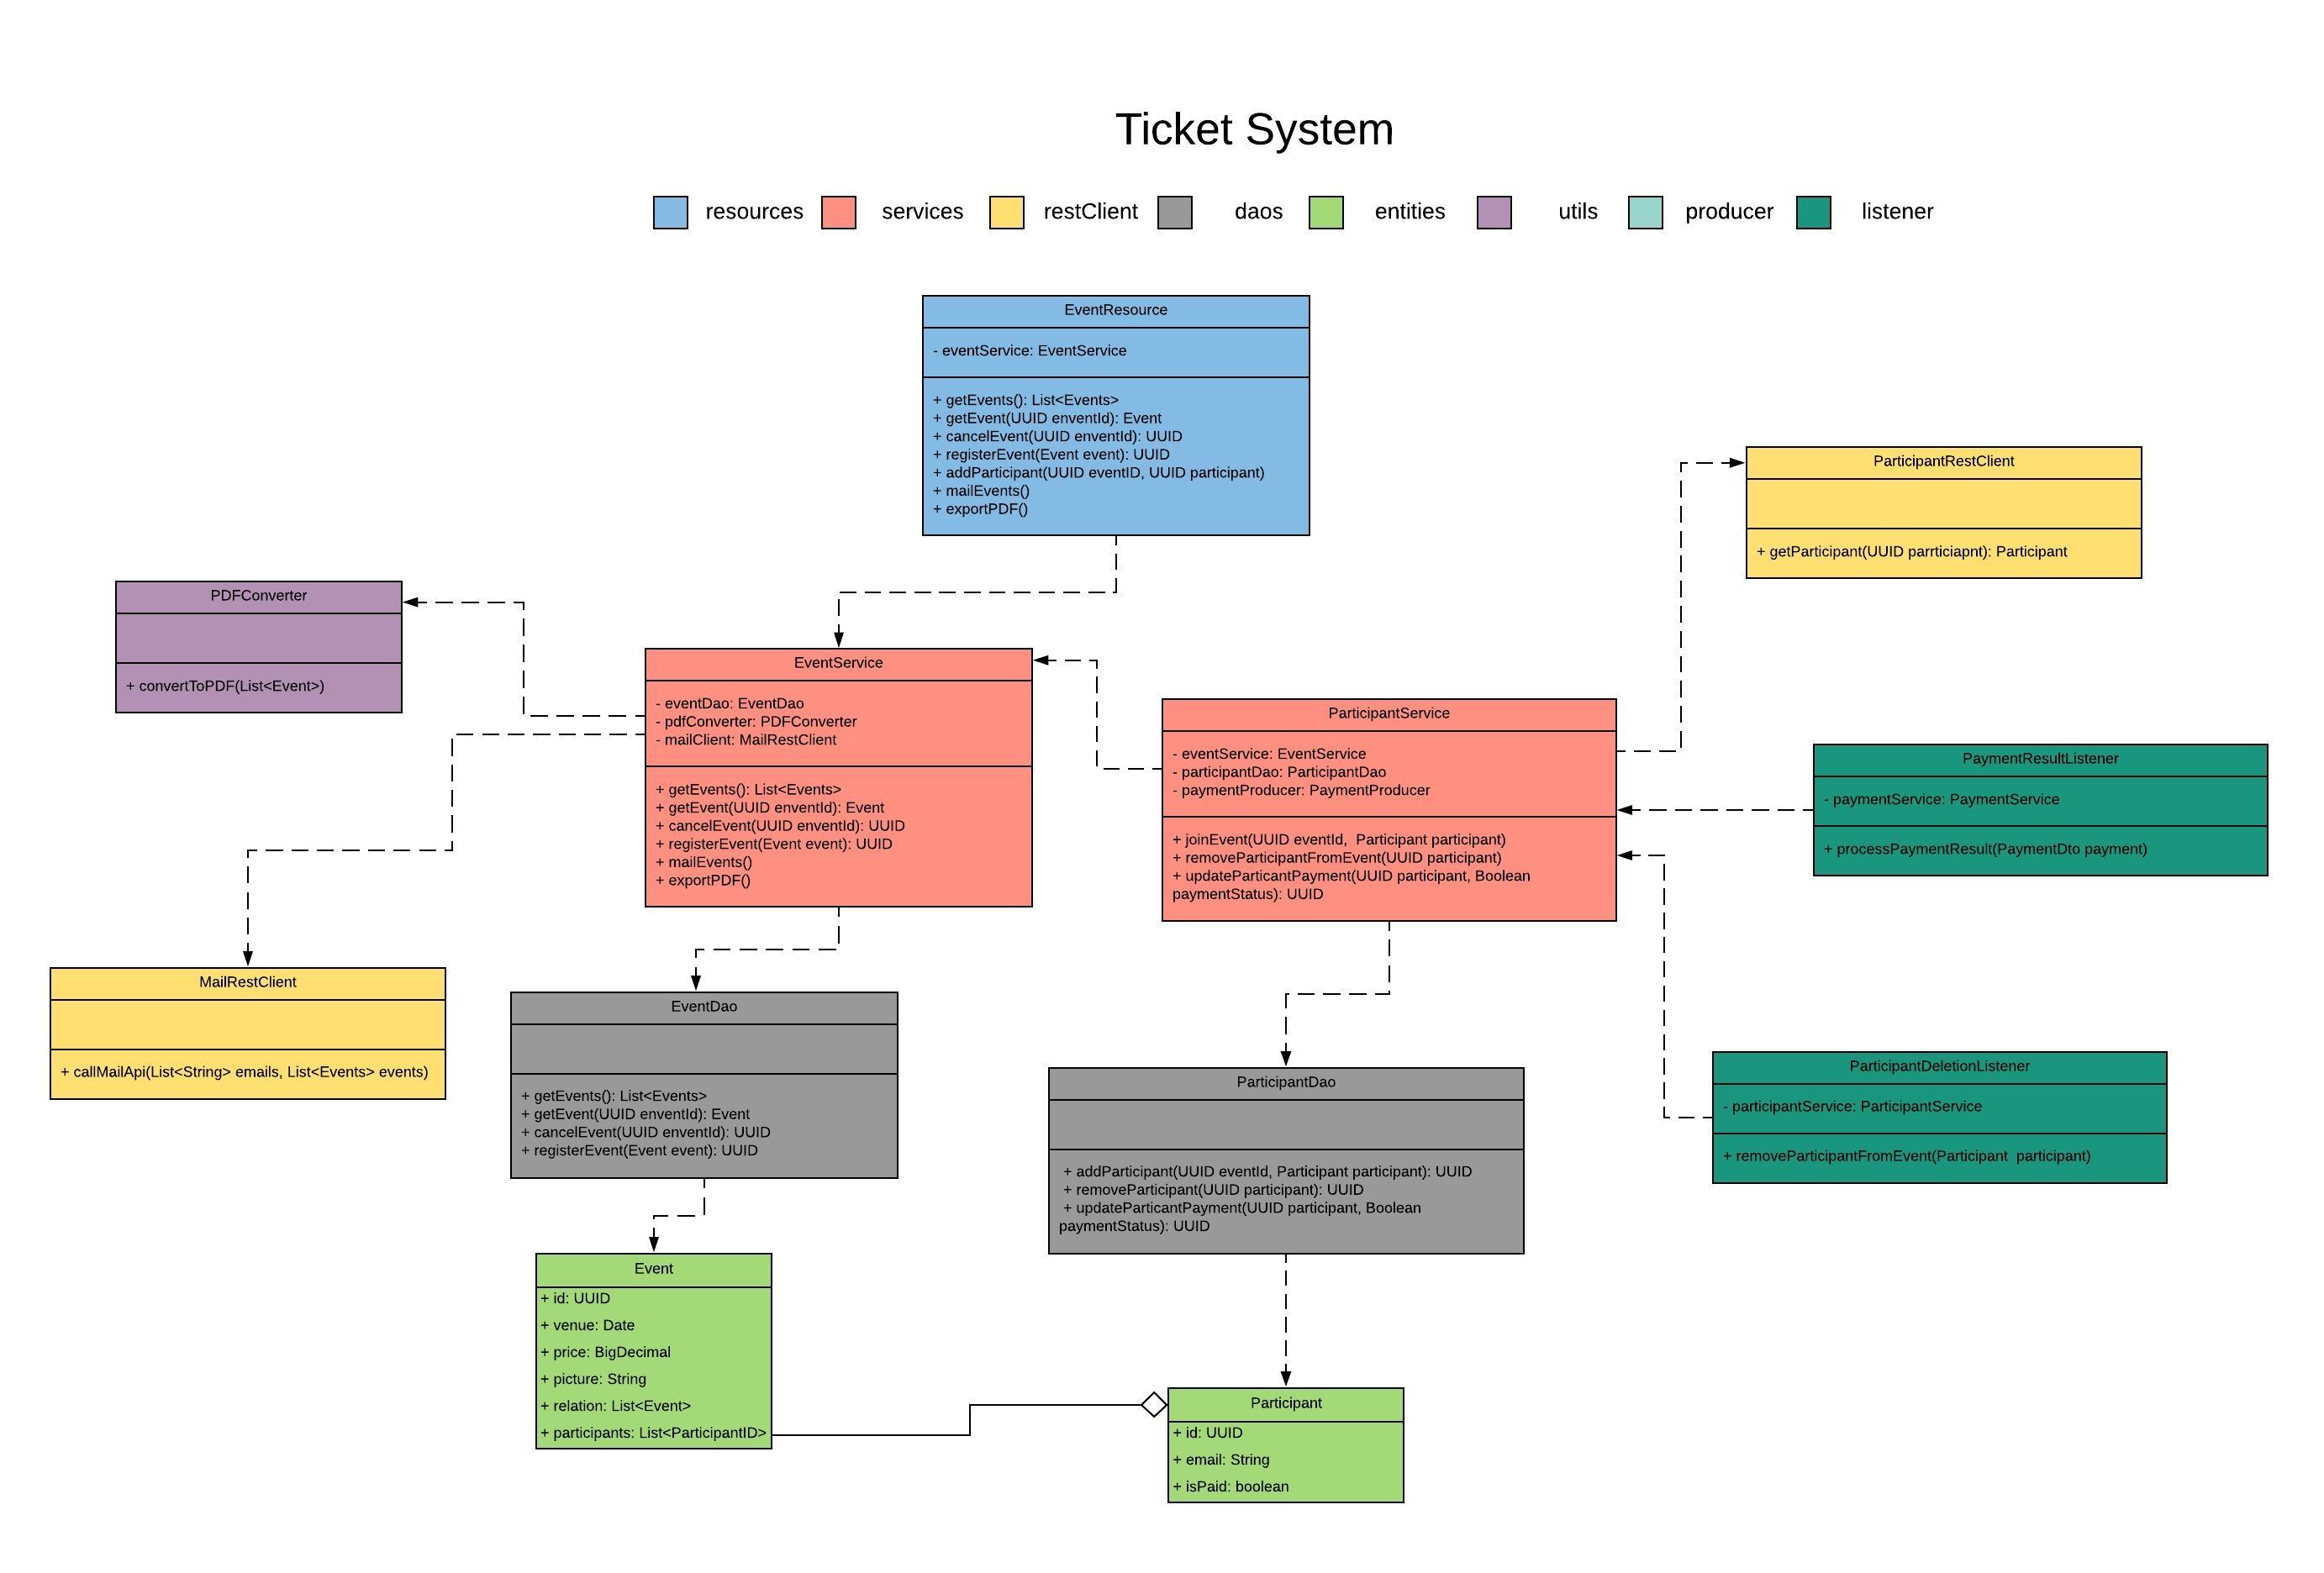 Ticket System
resources
services
restClient
daos
entities
utils
producer
listener
EventResource
- eventService: EventService
+ getEvents(): List<Events>
+ getEvent(UUID enventId): Event
+ cancelEvent(UUID enventId): UUID
+ registerEvent(Event event): UUID
+ addParticipant(UUID eventID, UUID participant)
+ mailEvents()
+ exportPDF()
ParticipantRestClient
+ getParticipant(UUID parrticiapnt): Participant
PDFConverter
+ convertToPDF(List<Event>)
EventService
- eventDao: EventDao
- pdfConverter: PDFConverter
- mailClient: MailRestClient
+ getEvents(): List<Events>
+ getEvent(UUID enventId): Event
+ cancelEvent(UUID enventId): UUID
+ registerEvent(Event event): UUID
+ mailEvents()
+ exportPDF()
ParticipantService
- eventService: EventService
- participantDao: ParticipantDao
- paymentProducer: PaymentProducer
+ joinEvent(UUID eventId,  Participant participant)
+ removeParticipantFromEvent(UUID participant)
+ updateParticantPayment(UUID participant, Boolean
paymentStatus): UUID
PaymentResultListener
- paymentService: PaymentService
+ processPaymentResult(PaymentDto payment)
MailRestClient
+ callMailApi(List<String> emails, List<Events> events)
EventDao
+ getEvents(): List<Events>
+ getEvent(UUID enventId): Event
+ cancelEvent(UUID enventId): UUID
+ registerEvent(Event event): UUID
ParticipantDao
+ addParticipant(UUID eventId, Participant participant): UUID
+ removeParticipant(UUID participant): UUID
+ updateParticantPayment(UUID participant, Boolean
paymentStatus): UUID
ParticipantDeletionListener
- participantService: ParticipantService
+ removeParticipantFromEvent(Participant  participant)
Event
+ id: UUID
+ venue: Date
+ price: BigDecimal
+ picture: String
+ relation: List<Event>
+ participants: List<ParticipantID>
Participant
+ id: UUID
+ email: String
+ isPaid: boolean